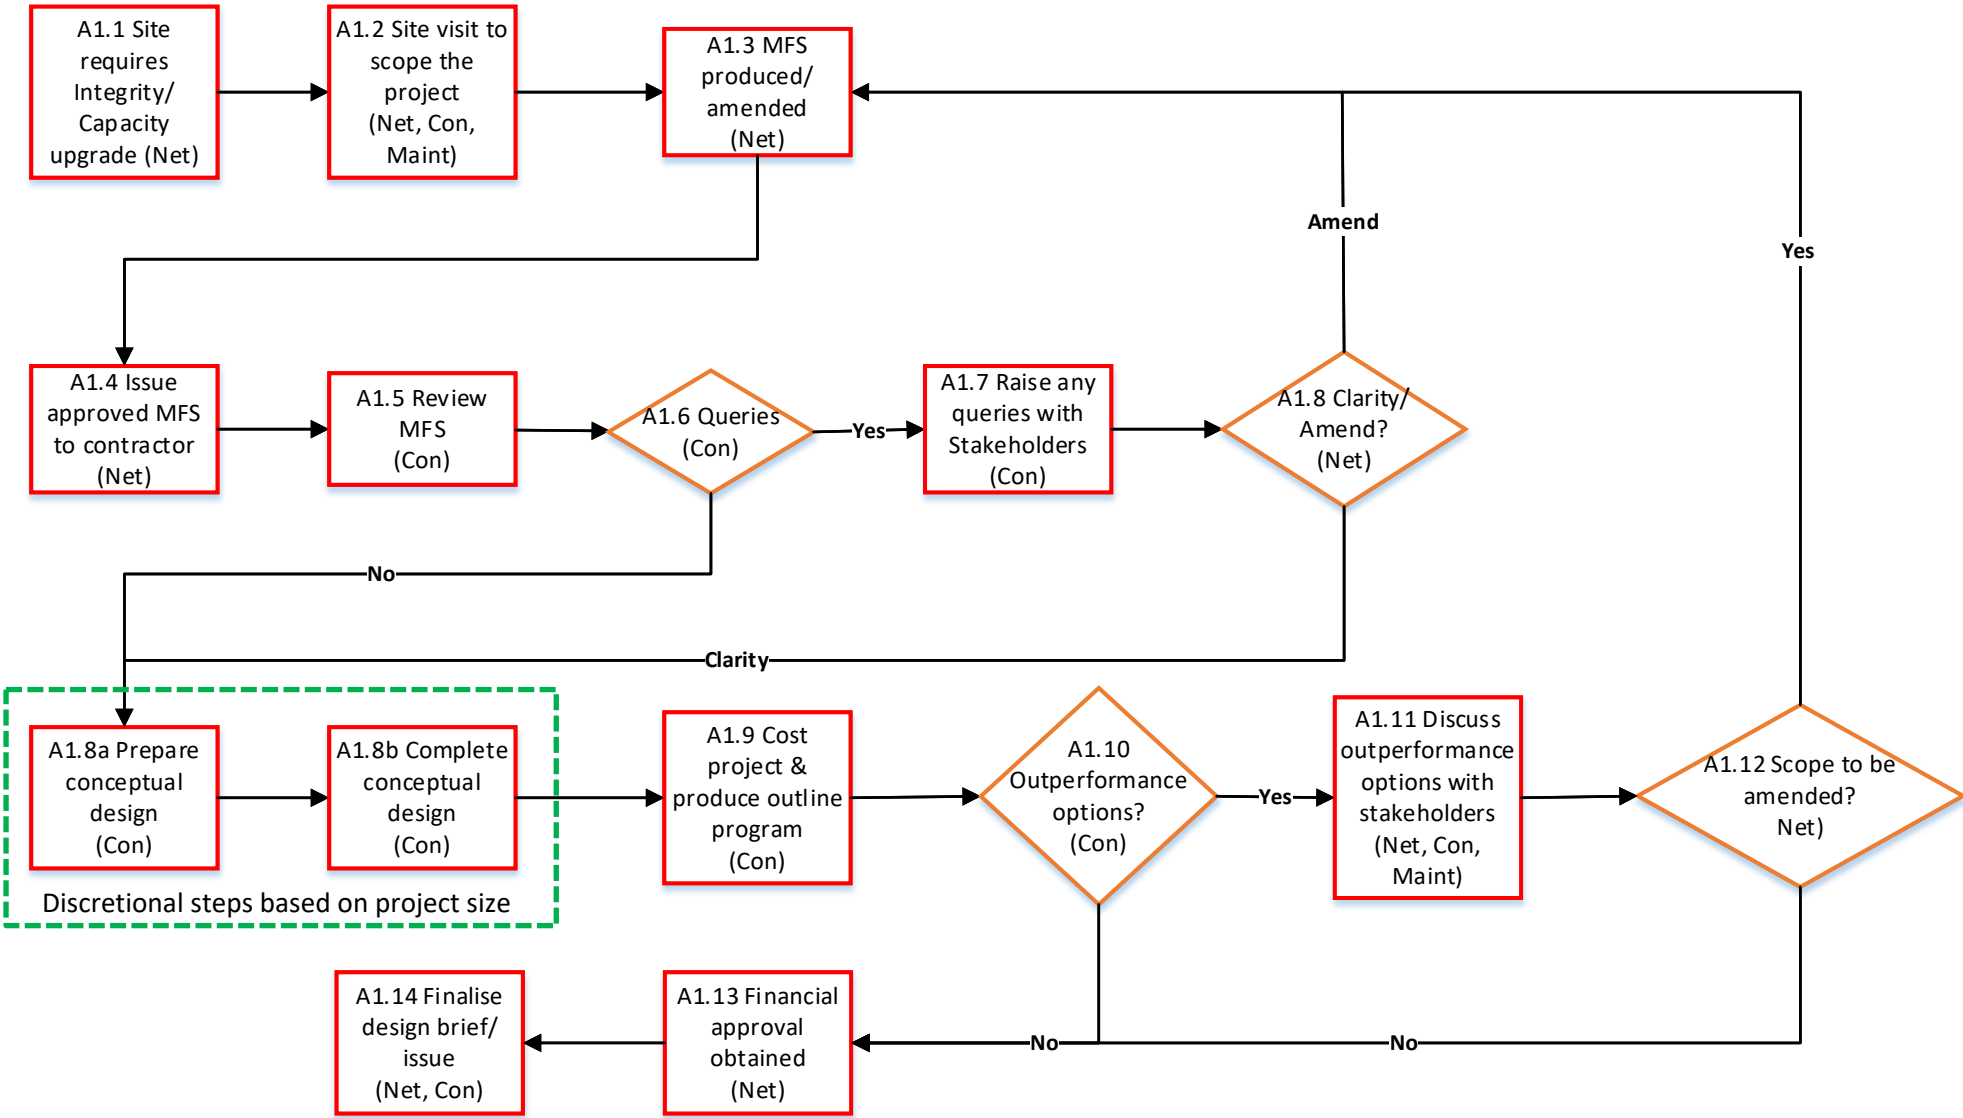 A1.1 Site
requires
Integrity/
Capacity
upgrade (Net)
A1.2 Site visit to
scope the
project
(Net, Con,
Maint)
A1.3 MFS
produced/
amended
(Net)
Amend
Yes
A1.4 Issue
approved MFS
to contractor
(Net)
A1.5 Review
MFS
(Con)
A1.6 Queries
(Con)
Yes
A1.7 Raise any
queries with
Stakeholders
(Con)
A1.8 Clarity/
Amend?
(Net)
No
Clarity
A1.8a Prepare
conceptual
design
(Con)
A1.8b Complete
conceptual
design
(Con)
Discretional steps based on project size
A1.9 Cost
project &
produce outline
program
(Con)
A1.10
Outperformance
options?
(Con)
Yes
A1.11 Discuss
outperformance
options with
stakeholders
(Net, Con,
Maint)
A1.12 Scope to be
amended?
Net)
A1.14 Finalise
design brief/
issue
(Net, Con)
A1.13 Financial
approval
obtained
(Net)
No
No